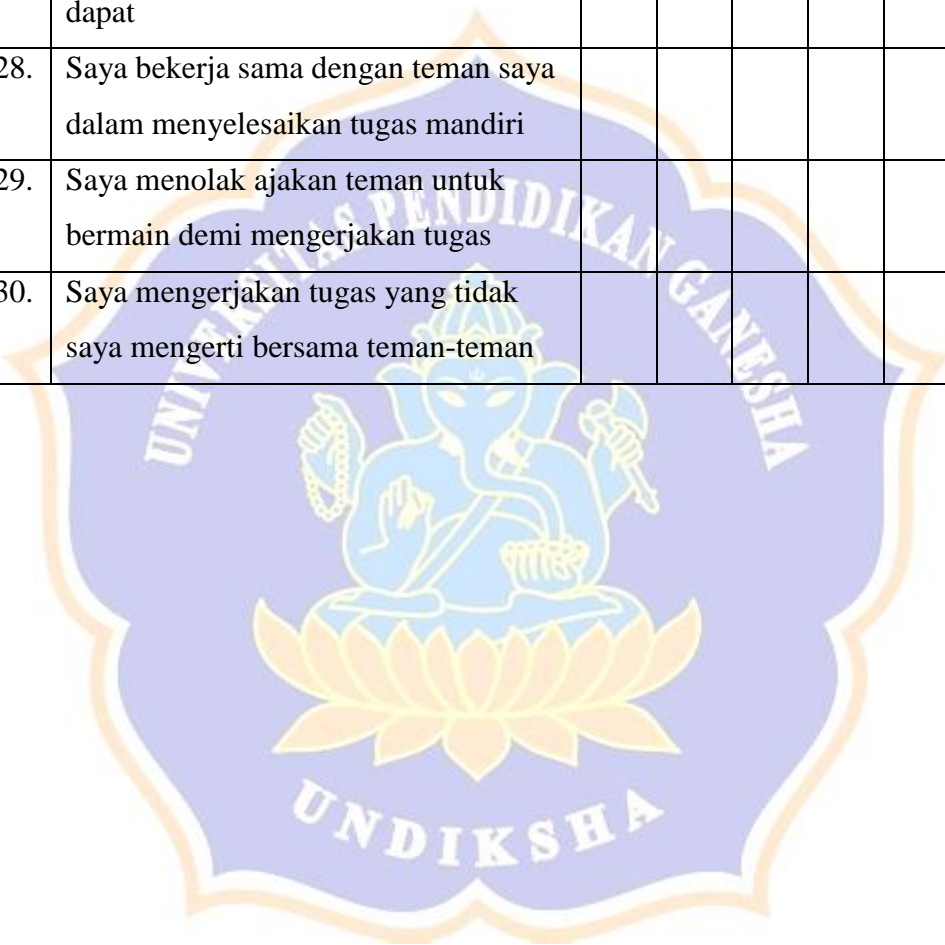 dapat
28. Saya bekerja sama dengan teman saya
dalam menyelesaikan tugas mandiri
29. Saya menolak ajakan teman untuk
bermain demi mengerjakan tugas
30. Saya mengerjakan tugas yang tidak
saya mengerti bersama teman-teman
UNIVERSITAS PENDIDIKAN GANESHA
UNDIKSHA